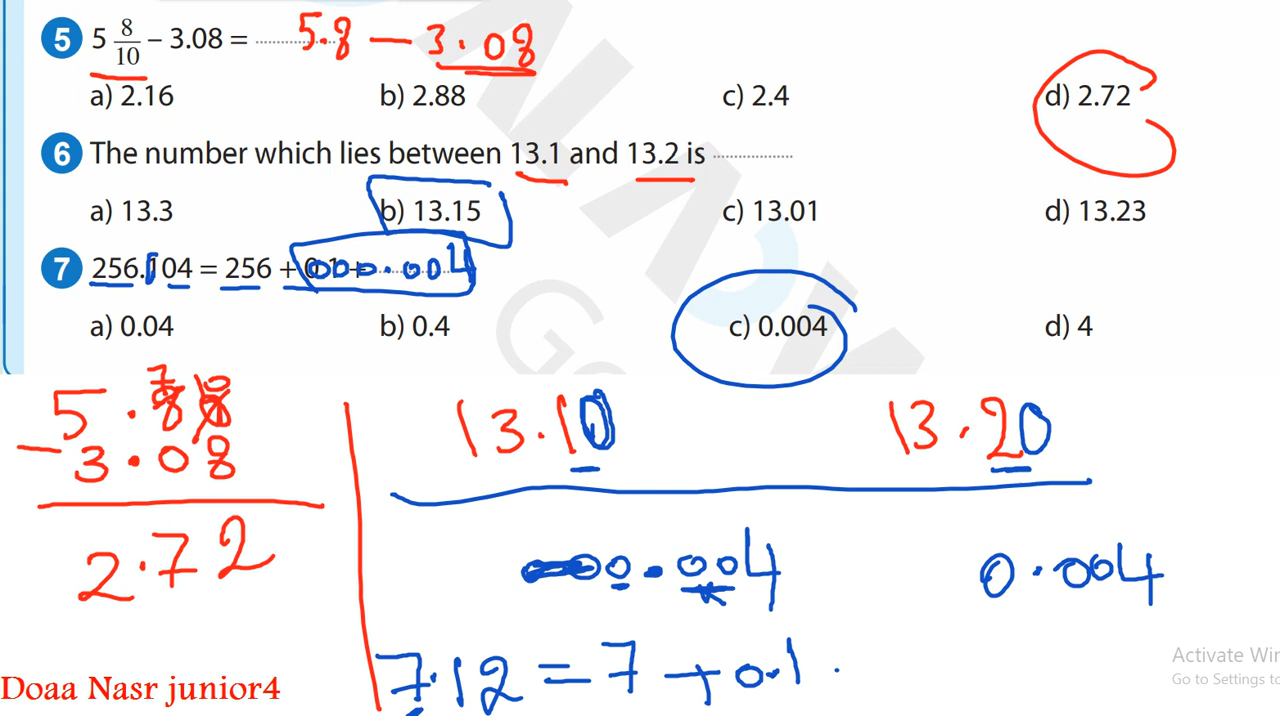 5 5 8/10 – 3.08 = .......... 5.8 – 3.08
a) 2.16 b) 2.88 c) 2.4 d) 2.72
6 The number which lies between 13.1 and 13.2 is ..........
a) 13.3 b) 13.15 c) 13.01 d) 13.23
7 256.104 = 256 + 0.1 + .......... 000.004
a) 0.04 b) 0.4 c) 0.004 d) 4
7 10
5.80 13.10 13.20
– 3.08
2.72 0.004 0.004
7.12 = 7 + 0.1
Doaa Nasr junior4
Activate Win
Go to Settings to